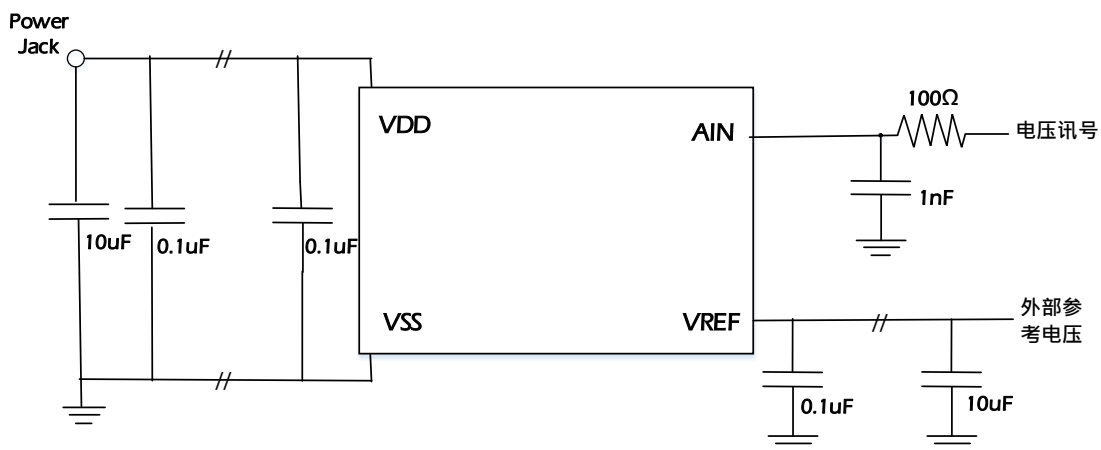 Power
Jack
VDD
AIN
100Ω
电压讯号
1nF
10uF
0.1uF
0.1uF
VSS
VREF
外部参
考电压
0.1uF
10uF